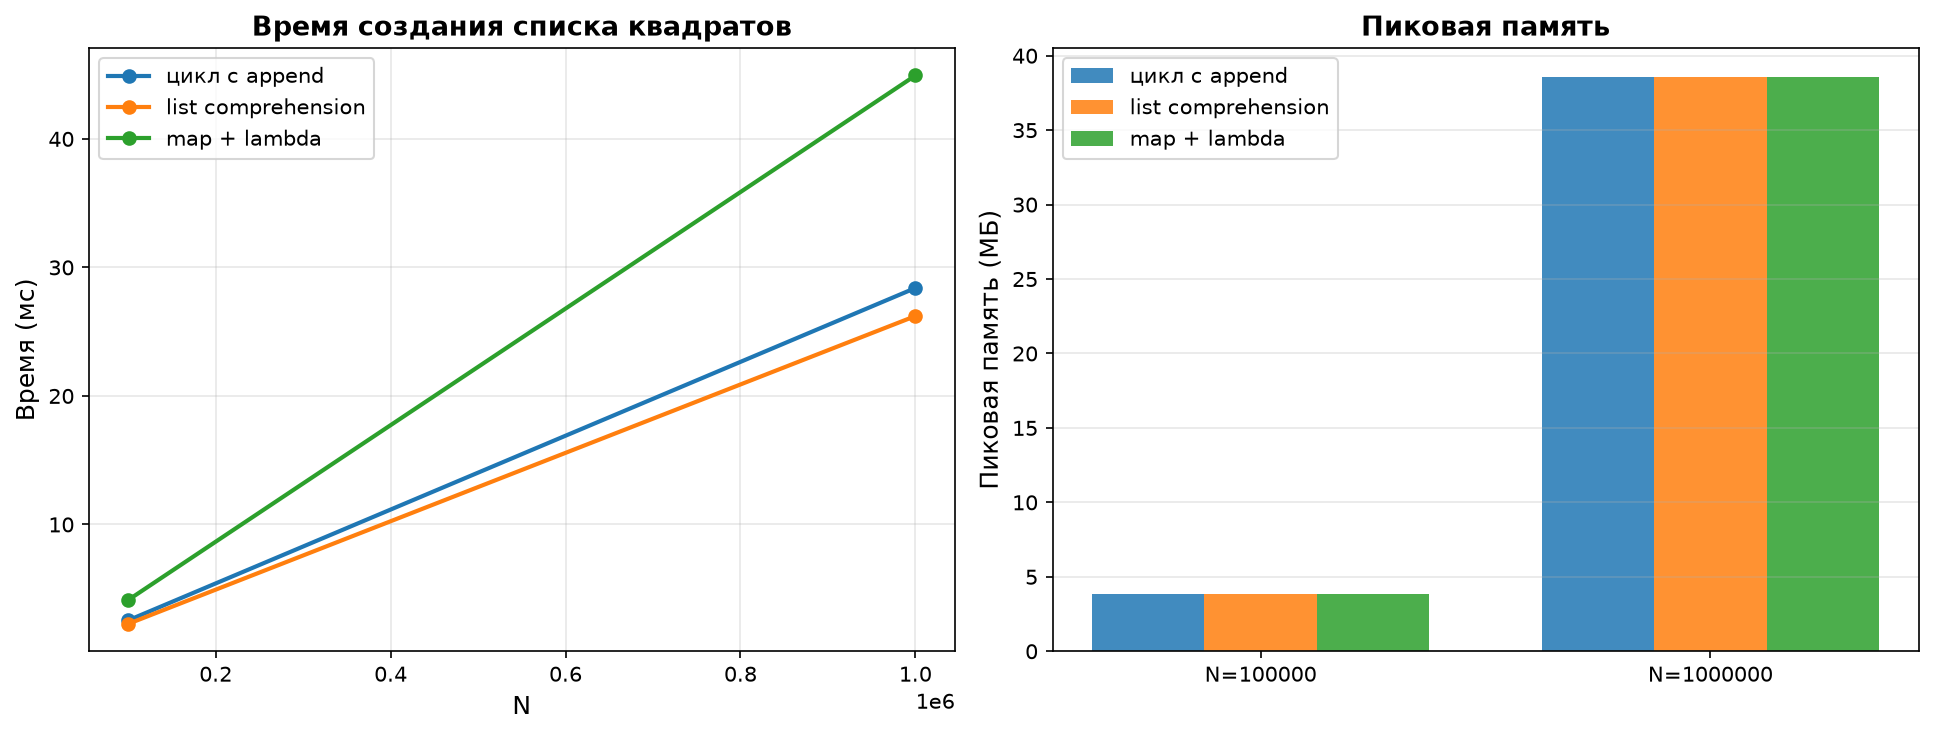 Время создания списка квадратов
цикл с append
list comprehension
map + lambda
Время (мс)
40
30
20
10
0.2
0.4
0.6
0.8
1.0
1e6
N
Пиковая память
цикл с append
list comprehension
map + lambda
Пиковая память (МБ)
40
35
30
25
20
15
10
5
0
N=100000
N=1000000